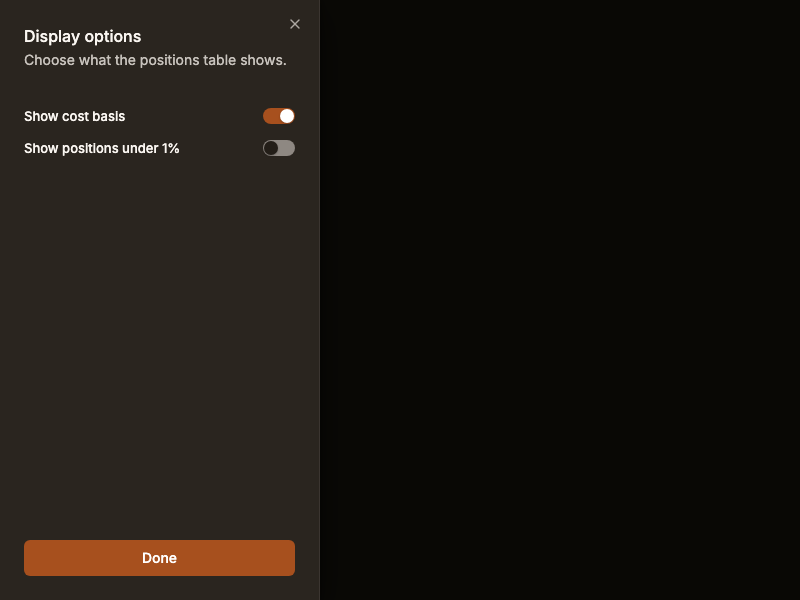 Display options
Choose what the positions table shows.
Show cost basis
Show positions under 1%
Done